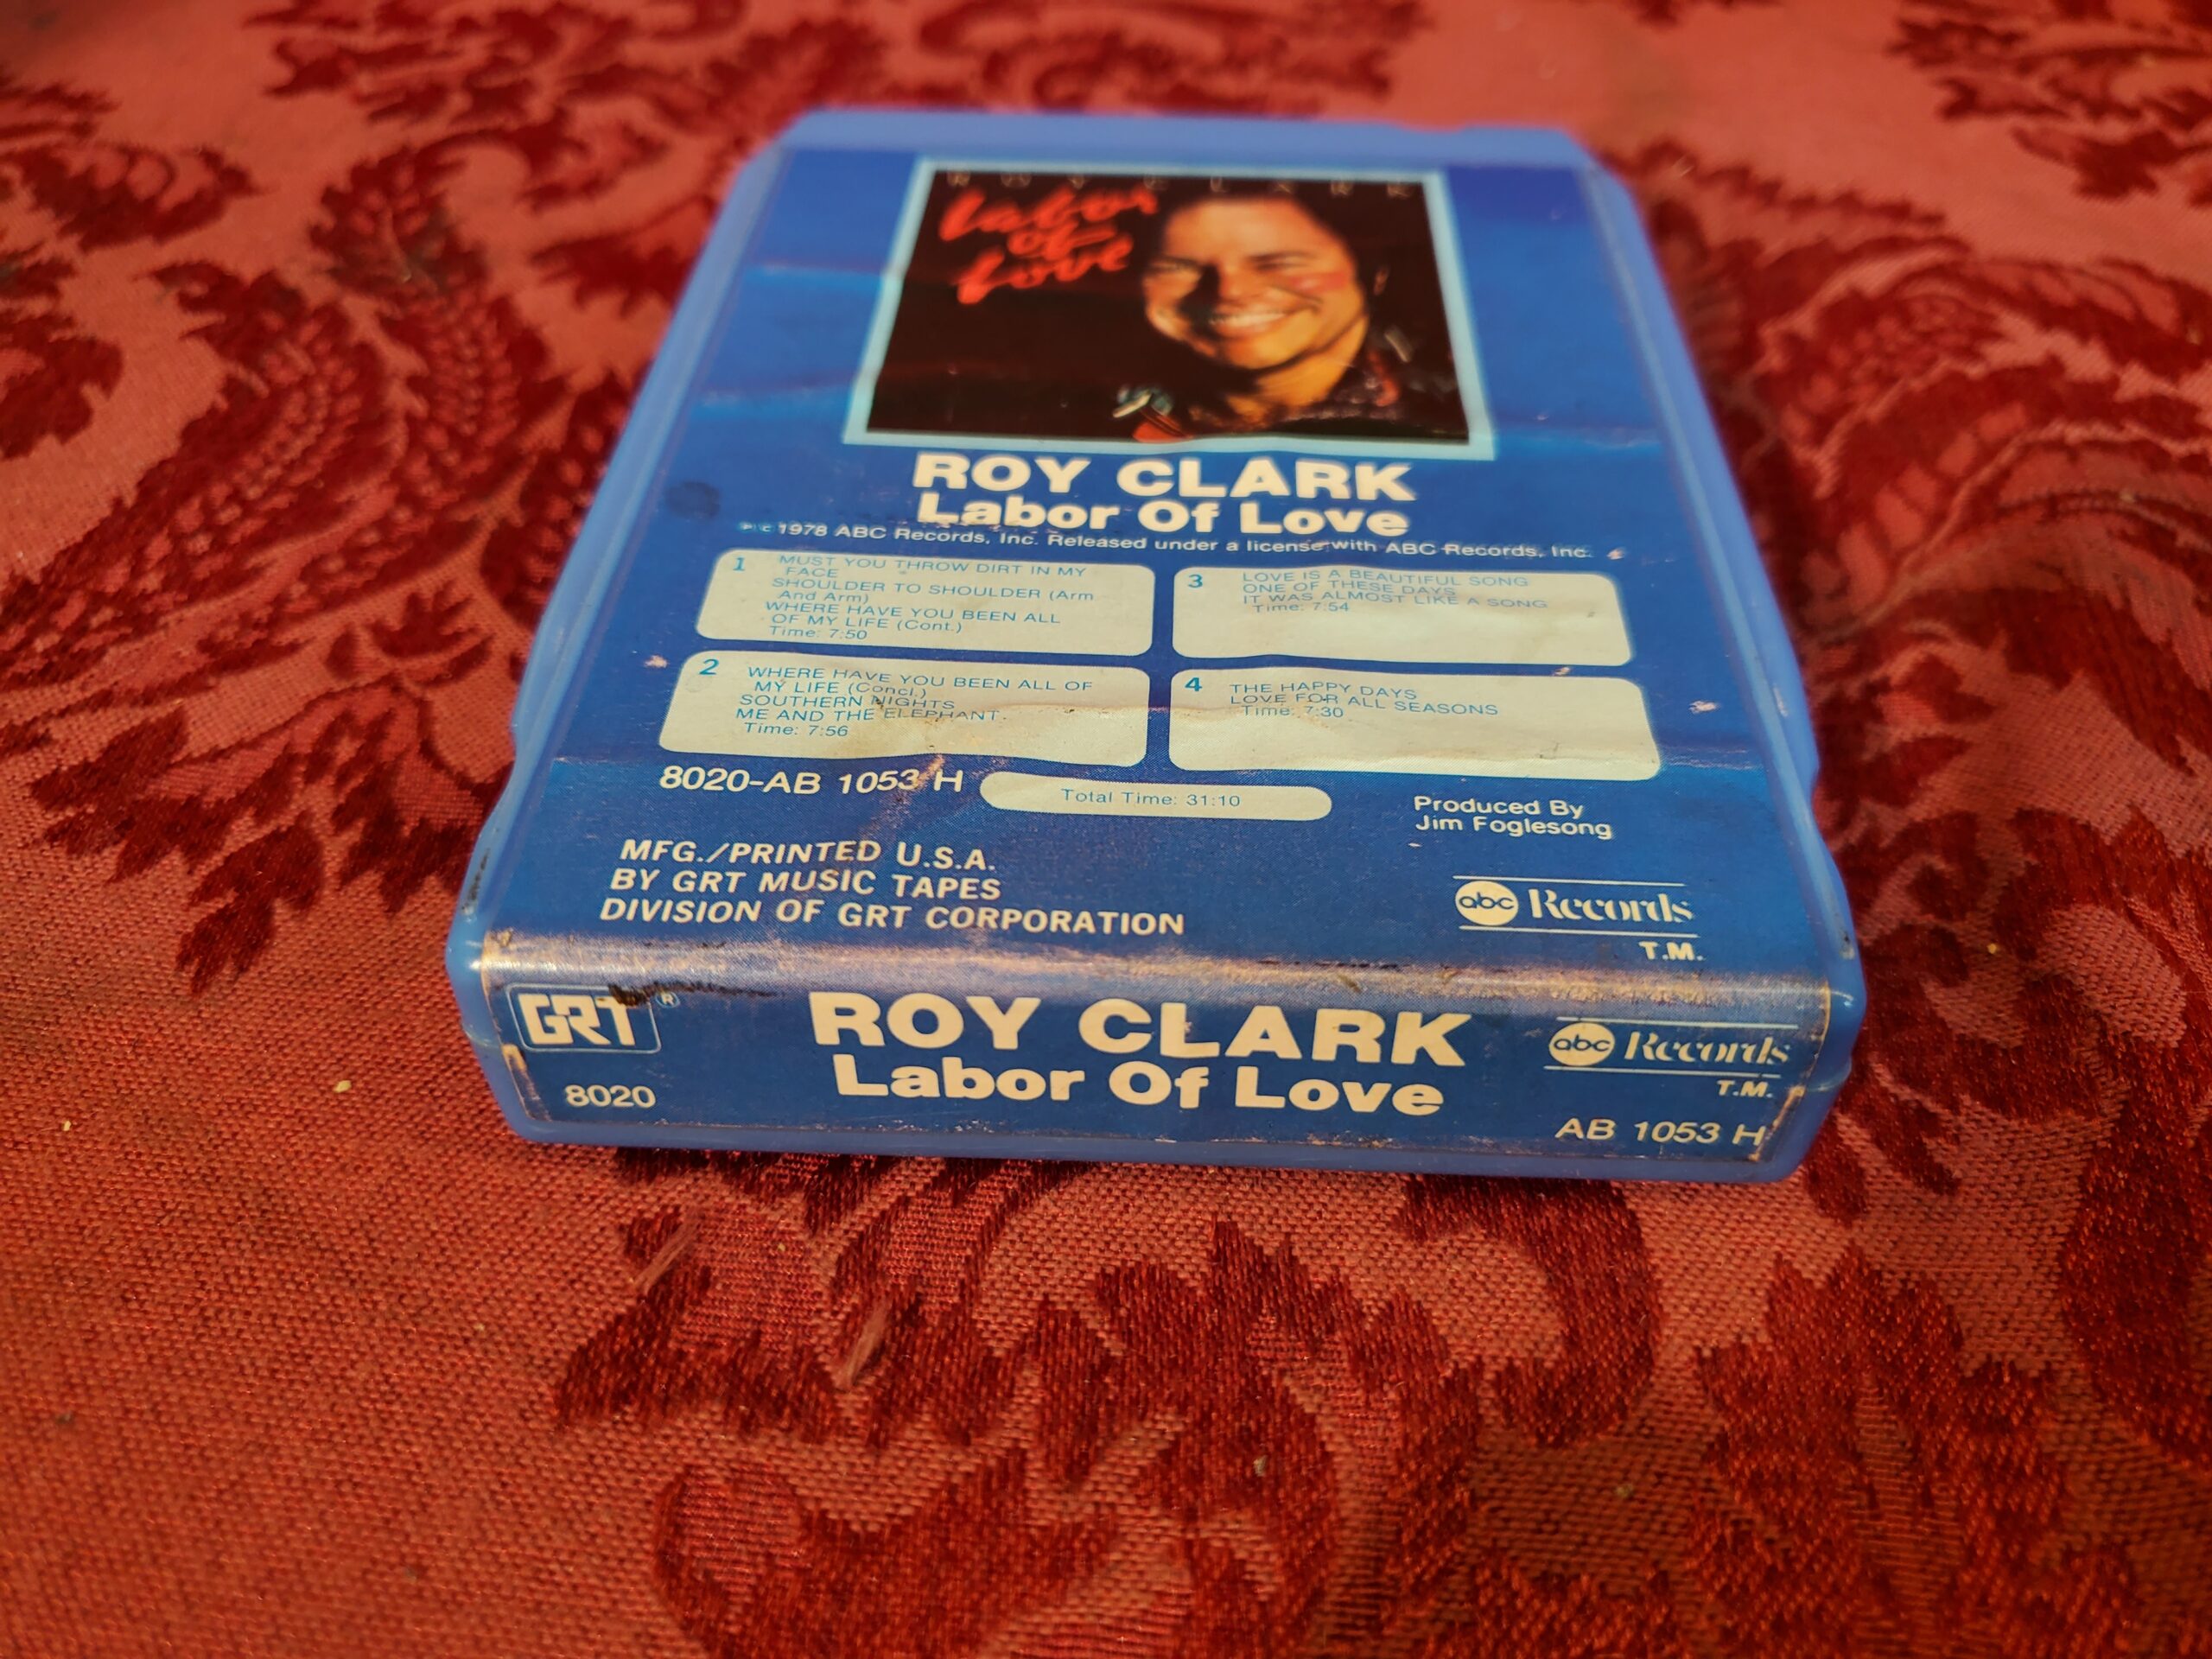 ROY CLARK
Labor
of
Love
ROY CLARK
Labor Of Love
℗ © 1978 ABC Records, Inc. Released under a license with ABC Records, Inc.
1 MUST YOU THROW DIRT IN MY
FACE
SHOULDER TO SHOULDER (Arm
And Arm)
WHERE HAVE YOU BEEN ALL
OF MY LIFE (Cont.)
Time: 7:50
2 WHERE HAVE YOU BEEN ALL OF
MY LIFE (Concl.)
SOUTHERN NIGHTS
ME AND THE ELEPHANT
Time: 7:56
3 LOVE IS A BEAUTIFUL SONG
ONE OF THESE DAYS
IT WAS ALMOST LIKE A SONG
Time: 7:54
4 THE HAPPY DAYS
LOVE FOR ALL SEASONS
Time: 7:30
8020-AB 1053 H
Total Time: 31:10
Produced By
Jim Foglesong
MFG./PRINTED U.S.A.
BY GRT MUSIC TAPES
DIVISION OF GRT CORPORATION
abc Records
T.M.
GRT ®
8020
ROY CLARK
Labor Of Love
abc Records
T.M.
AB 1053 H